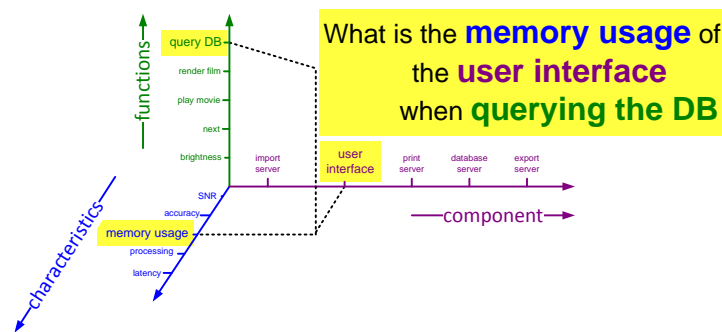 What is the memory usage of
the user interface
when querying the DB
functions
query DB
render film
play movie
next
brightness
import
server
user
interface
print
server
database
server
export
server
component
SNR
accuracy
memory usage
processing
latency
characteristics